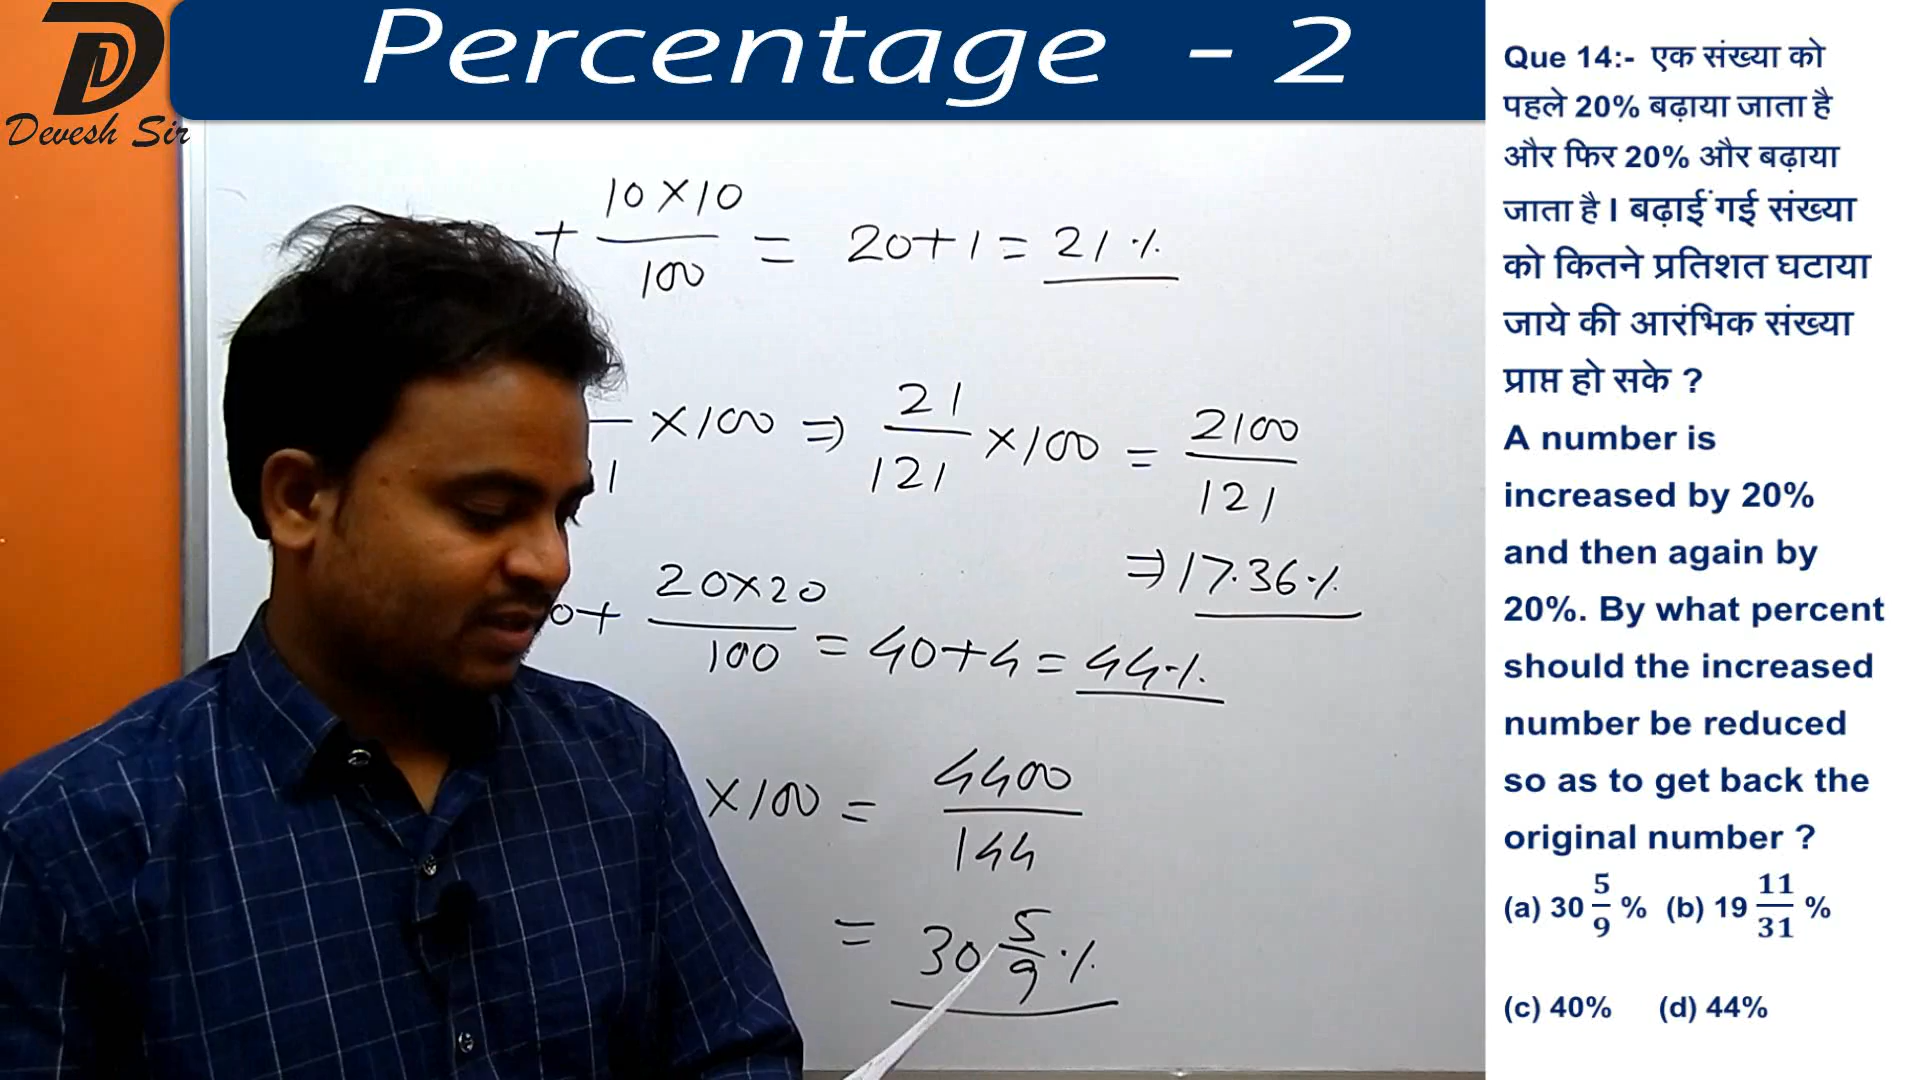 Percentage - 2
Devesh Sir
+ 10×10/100 = 20+1 = 21%
×100 ⇒ 21/121 ×100 = 2100/121
⇒ 17.36%
0+ 20×20/100 = 40+4 = 44%
×100 = 4400/144
= 30 5/9 %
Que 14:- एक संख्या को
पहले 20% बढ़ाया जाता है
और फिर 20% और बढ़ाया
जाता है । बढ़ाई गई संख्या
को कितने प्रतिशत घटाया
जाये की आरंभिक संख्या
प्राप्त हो सके ?
A number is
increased by 20%
and then again by
20%. By what percent
should the increased
number be reduced
so as to get back the
original number ?
(a) 30 5/9 % (b) 19 11/31 %
(c) 40% (d) 44%